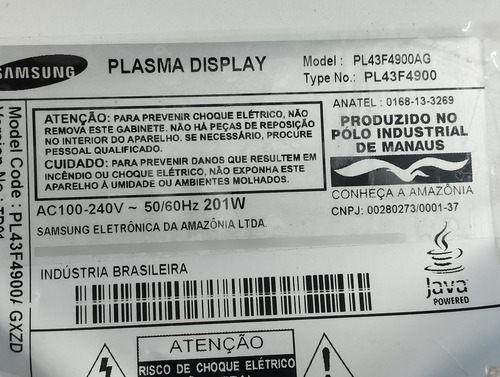 SAMSUNG
PLASMA DISPLAY
Model : PL43F4900AG
Type No.: PL43F4900
ATENÇÃO: PARA PREVENIR CHOQUE ELÉTRICO, NÃO
REMOVA ESTE GABINETE. NÃO HÁ PEÇAS DE REPOSIÇÃO
NO INTERIOR DO APARELHO. SE NECESSÁRIO, PROCURE
PESSOAL QUALIFICADO.
CUIDADO: PARA PREVENIR DANOS QUE RESULTEM EM
INCÊNDIO OU CHOQUE ELÉTRICO, NÃO EXPONHA ESTE
APARELHO À UMIDADE OU AMBIENTES MOLHADOS.
ANATEL : 0168-13-3269
PRODUZIDO NO
PÓLO INDUSTRIAL
DE MANAUS
CONHEÇA A AMAZÔNIA
CNPJ: 00280273/0001-37
AC100-240V ~ 50/60Hz 201W
SAMSUNG ELETRÔNICA DA AMAZÔNIA LTDA.
INDÚSTRIA BRASILEIRA
Java
POWERED
ATENÇÃO
RISCO DE CHOQUE ELÉTRICO
Model Code : PL43F4900/ GXZD
Version No :